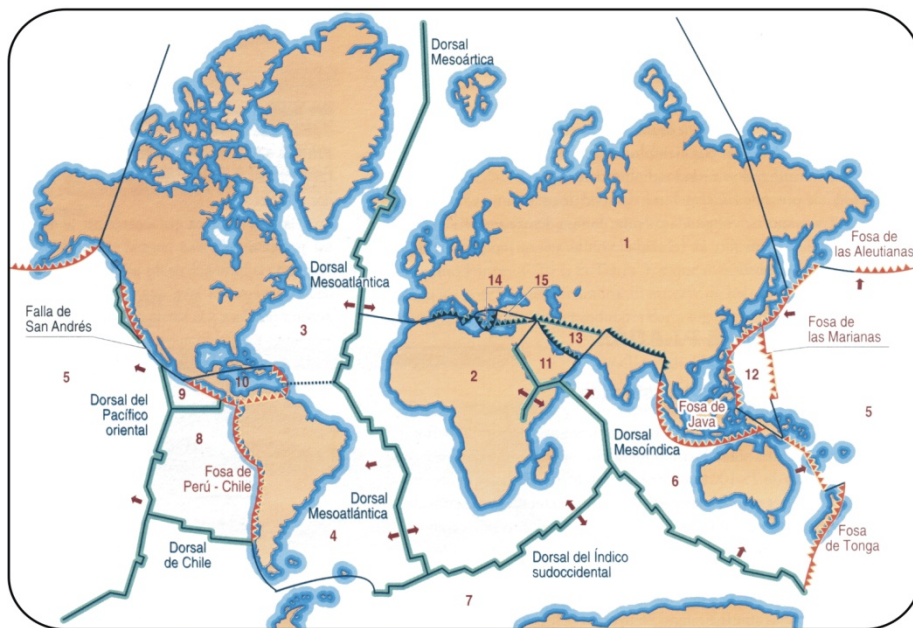 Dorsal
Mesoártica
1
Fosa de
las Aleutianas
14
15
Dorsal
Mesoatlántica
Falla de
San Andrés
3
13
Fosa de
las Marianas
5
10
2
11
12
9
Dorsal del
Pacífico
oriental
Fosa de
Java
5
8
Dorsal
Mesoíndica
Fosa de
Perú - Chile
6
Dorsal
Mesoatlántica
4
Dorsal
de Chile
Dorsal del Índico
sudoccidental
Fosa
de Tonga
7